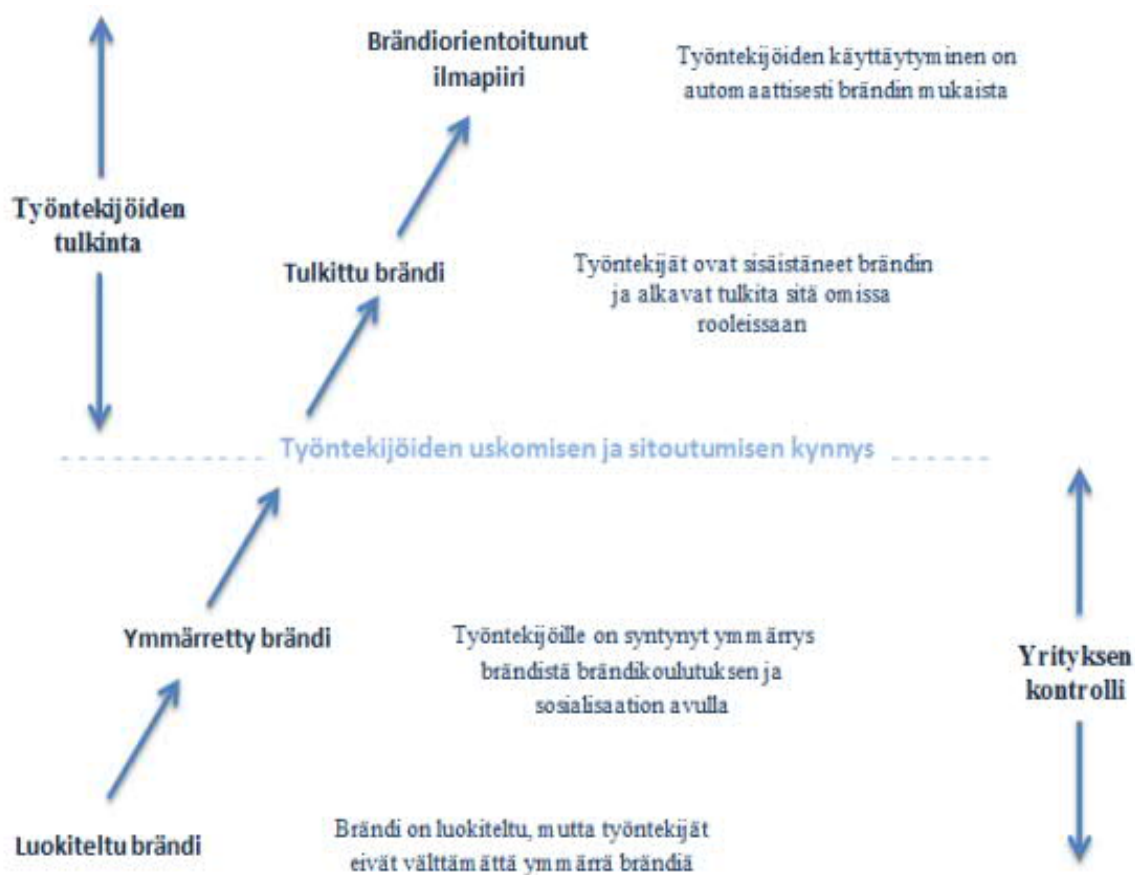 Brändiorientoitunut
ilmapiiri
Työntekijöiden käyttäytyminen on
automaattisesti brändin mukaista
Työntekijöiden
tulkinta
Tulkittu brändi
Työntekijät ovat sisäistäneet brändin
ja alkavat tulkita sitä omissa
rooleissaan
Työntekijöiden uskomisen ja sitoutumisen kynnys
Ymmärretty brändi
Työntekijöille on syntynyt ymmärrys
brändistä brändikoulutuksen ja
sosialisaation avulla
Yrityksen
kontrolli
Luokiteltu brändi
Brändi on luokiteltu, mutta työntekijät
eivät välttämättä ymmärrä brändiä